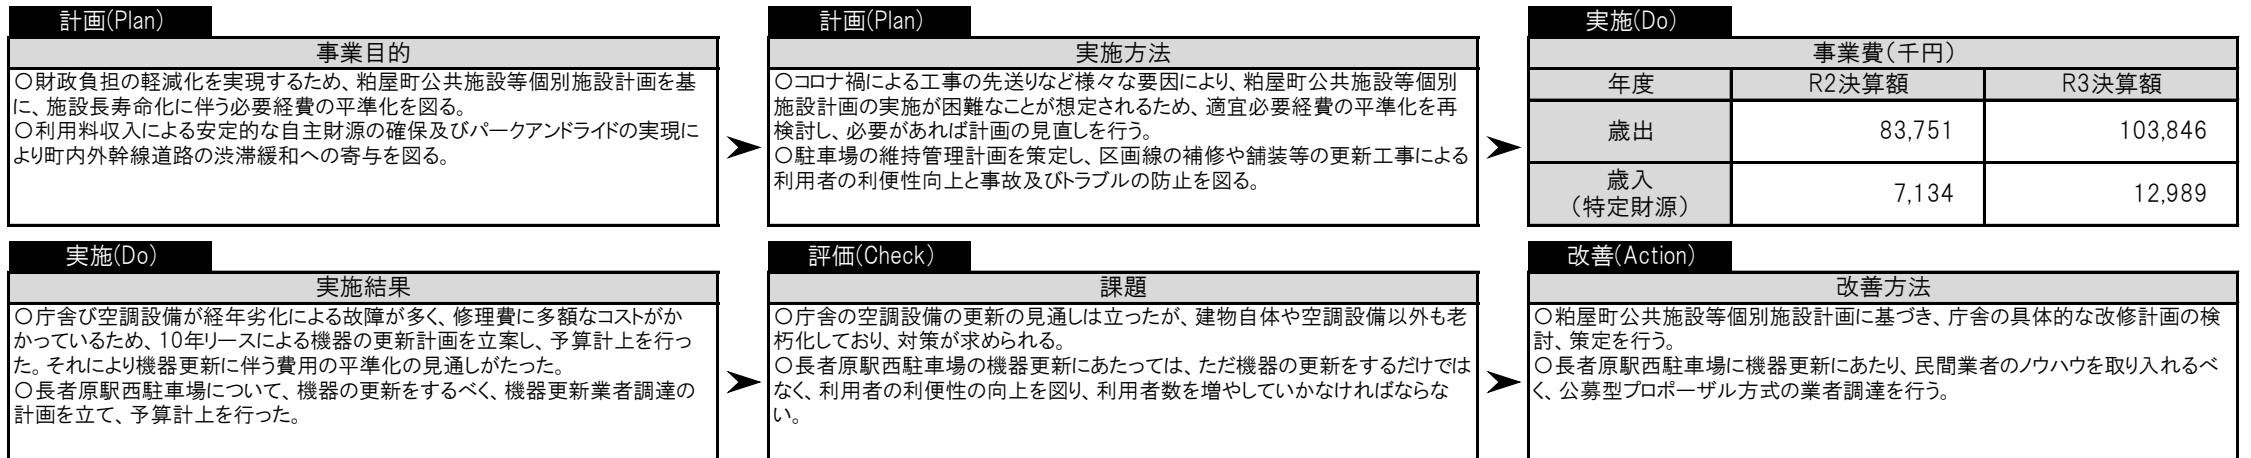 計画(Plan)
事業目的
〇財政負担の軽減化を実現するため、粕屋町公共施設等個別施設計画を基
に、施設長寿命化に伴う必要経費の平準化を図る。
〇利用料収入による安定的な自主財源の確保及びパークアンドライドの実現に
より町内外幹線道路の渋滞緩和への寄与を図る。
計画(Plan)
実施方法
〇コロナ禍による工事の先送りなど様々な要因により、粕屋町公共施設等個別
施設計画の実施が困難なことが想定されるため、適宜必要経費の平準化を再
検討し、必要があれば計画の見直しを行う。
〇駐車場の維持管理計画を策定し、区画線の補修や舗装等の更新工事による
利用者の利便性向上と事故及びトラブルの防止を図る。
実施(Do)
事業費（千円）
年度 R2決算額 R3決算額
歳出 83,751 103,846
歳入
（特定財源） 7,134 12,989
実施(Do)
実施結果
〇庁舎び空調設備が経年劣化による故障が多く、修理費に多額なコストがか
かっているため、10年リースによる機器の更新計画を立案し、予算計上を行っ
た。それにより機器更新に伴う費用の平準化の見通しがたった。
〇長者原駅西駐車場について、機器の更新をするべく、機器更新業者調達の
計画を立て、予算計上を行った。
評価(Check)
課題
〇庁舎の空調設備の更新の見通しは立ったが、建物自体や空調設備以外も老
朽化しており、対策が求められる。
〇長者原駅西駐車場の機器更新にあたっては、ただ機器の更新をするだけでは
なく、利用者の利便性の向上を図り、利用者数を増やしていかなければならな
い。
改善(Action)
改善方法
〇粕屋町公共施設等個別施設計画に基づき、庁舎の具体的な改修計画の検
討、策定を行う。
〇長者原駅西駐車場に機器更新にあたり、民間業者のノウハウを取り入れるべ
く、公募型プロポーザル方式の業者調達を行う。